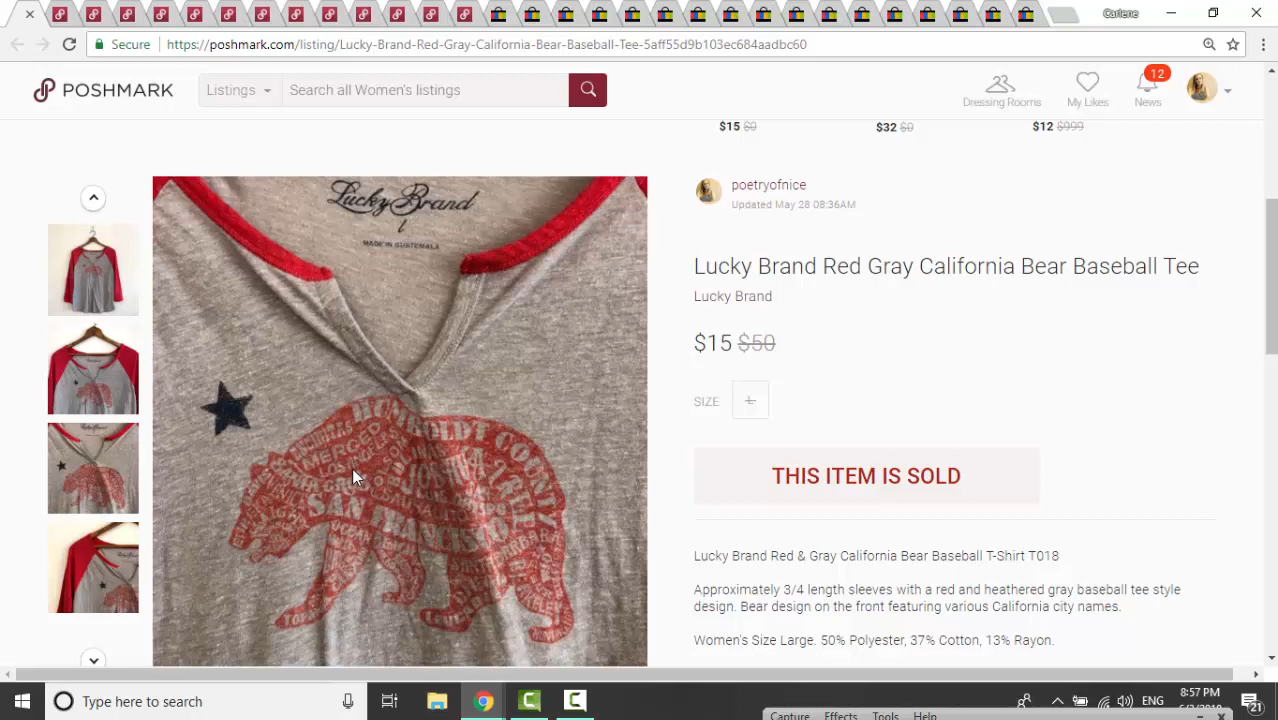 Carlene
Secure https://poshmark.com/listing/Lucky-Brand-Red-Gray-California-Bear-Baseball-Tee-5aff55d9b103ec684aadbc60
POSHMARK
Listings
Search all Women's listings
Dressing Rooms
My Likes
12
News
$15 $0
$32 $0
$12 $999
Lucky Brand
L
MADE IN GUATEMALA
HUMBOLDT COUNTY
MERCED
SAN FRANCISCO
poetryofnice
Updated May 28 08:36AM
Lucky Brand Red Gray California Bear Baseball Tee
Lucky Brand
$15 $50
SIZE L
THIS ITEM IS SOLD
Lucky Brand Red & Gray California Bear Baseball T-Shirt T018
Approximately 3/4 length sleeves with a red and heathered gray baseball tee style
design. Bear design on the front featuring various California city names.
Women's Size Large. 50% Polyester, 37% Cotton, 13% Rayon.
Type here to search
ENG
8:57 PM
21
Capture Effects Tools Help